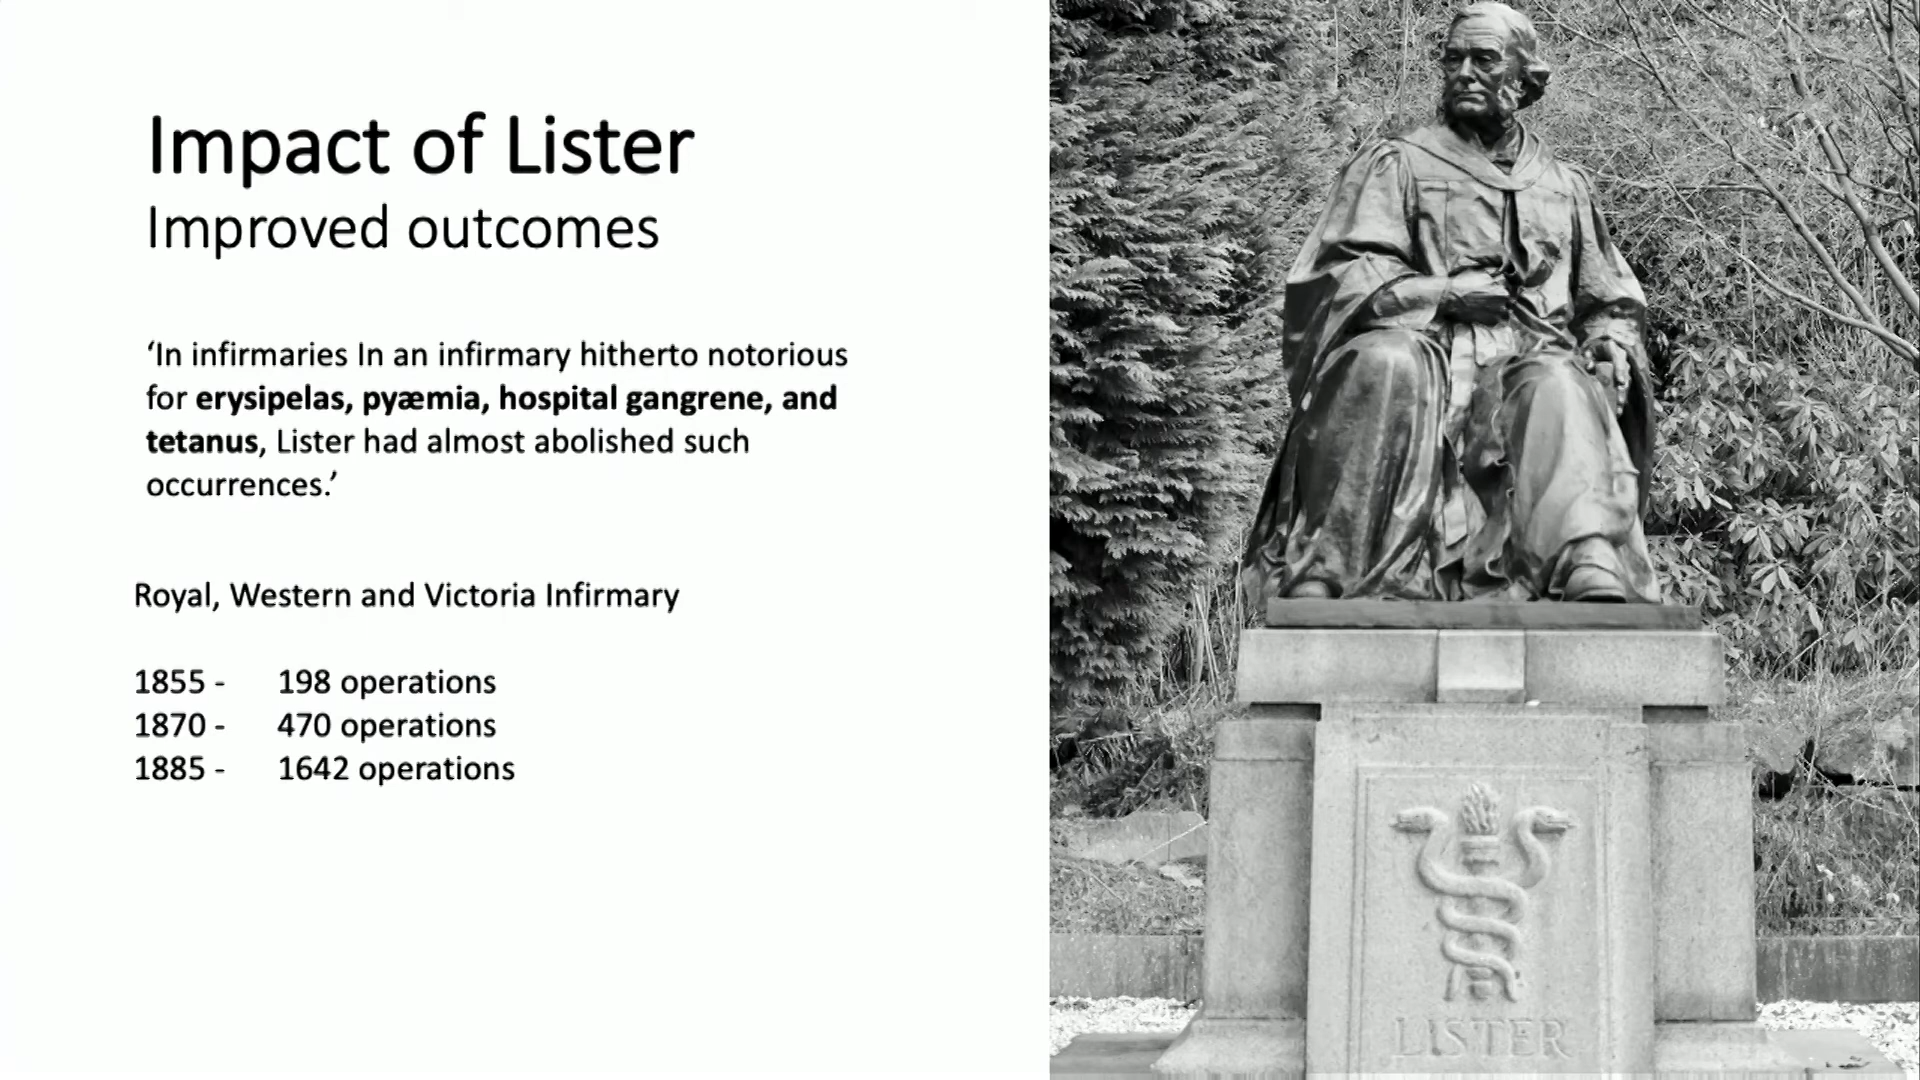 Impact of Lister
Improved outcomes
‘In infirmaries In an infirmary hitherto notorious
for erysipelas, pyæmia, hospital gangrene, and
tetanus, Lister had almost abolished such
occurrences.’
Royal, Western and Victoria Infirmary
1855 - 198 operations
1870 - 470 operations
1885 - 1642 operations
LISTER